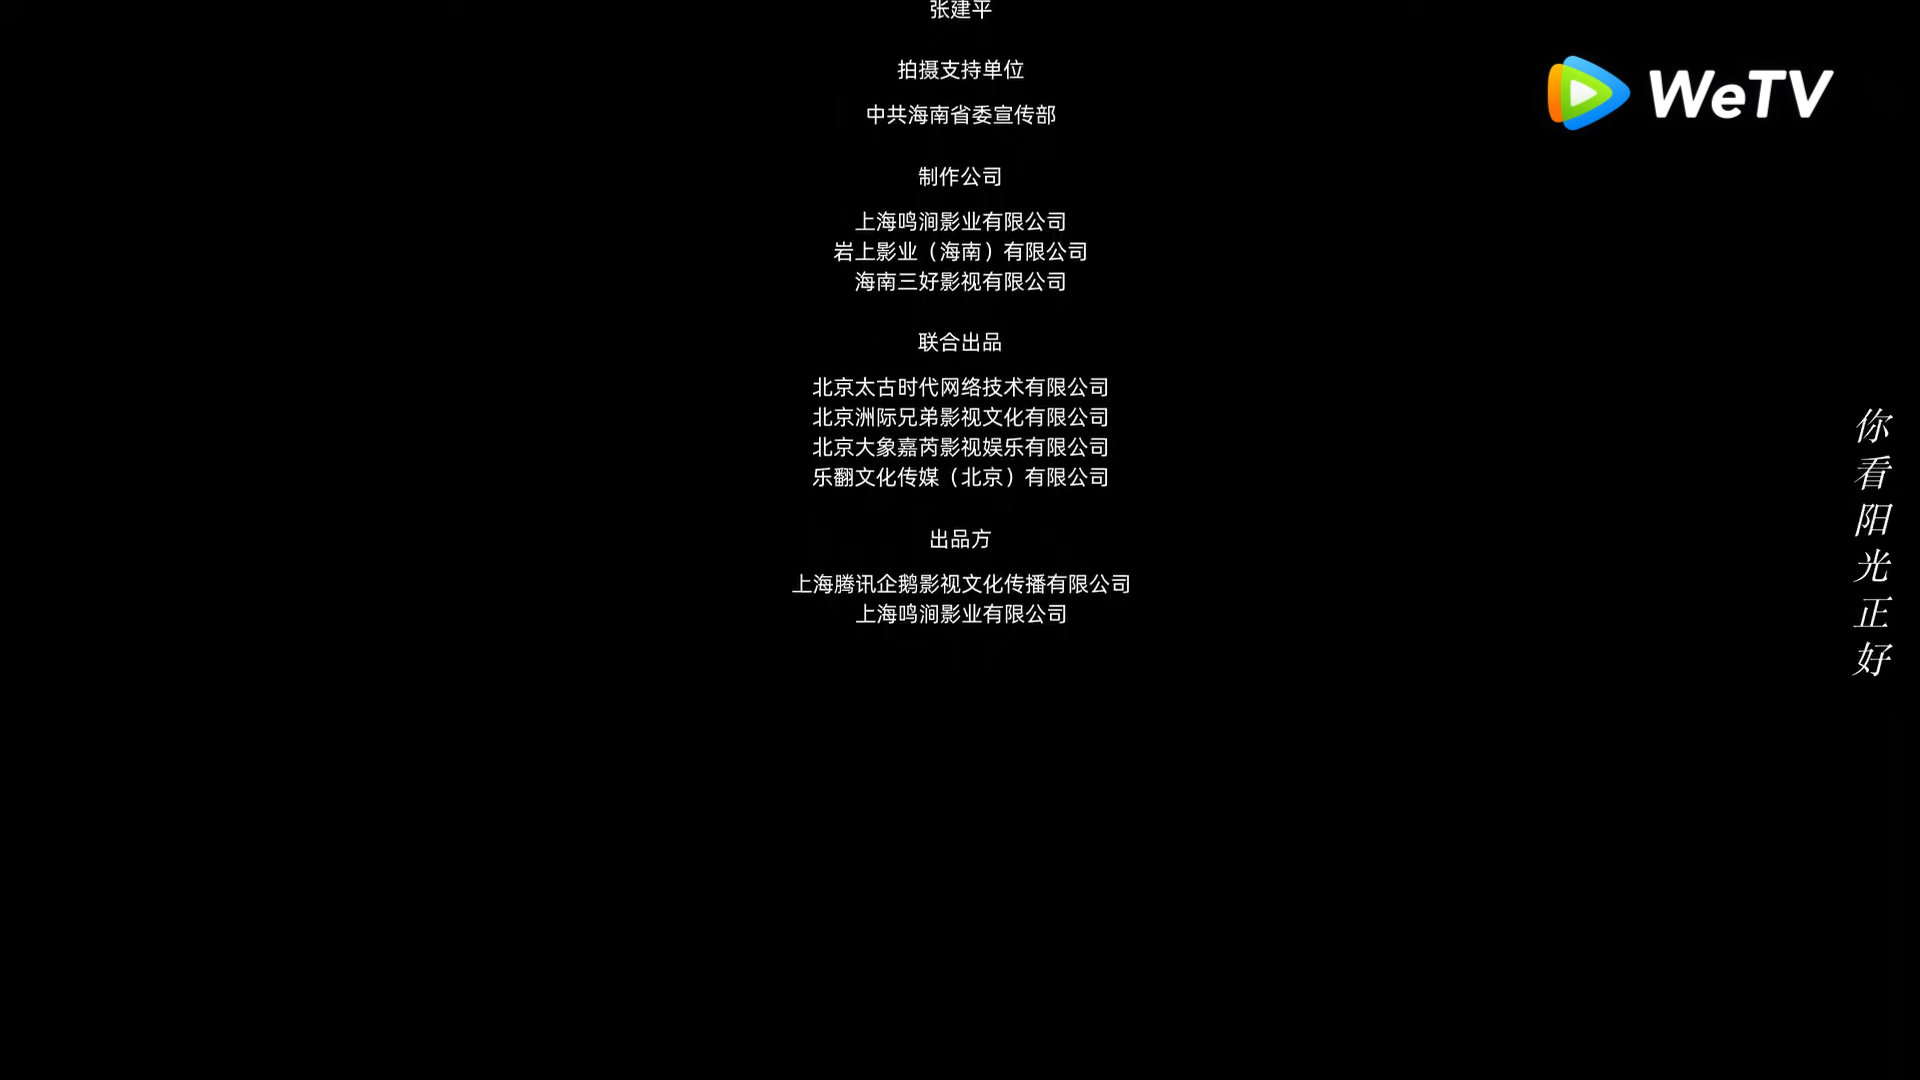 张建平
拍摄支持单位
中共海南省委宣传部
制作公司
上海鸣涧影业有限公司
岩上影业（海南）有限公司
海南三好影视有限公司
联合出品
北京太古时代网络技术有限公司
北京洲际兄弟影视文化有限公司
北京大象嘉芮影视娱乐有限公司
乐翻文化传媒（北京）有限公司
出品方
上海腾讯企鹅影视文化传播有限公司
上海鸣涧影业有限公司
WeTV
你看阳光正好